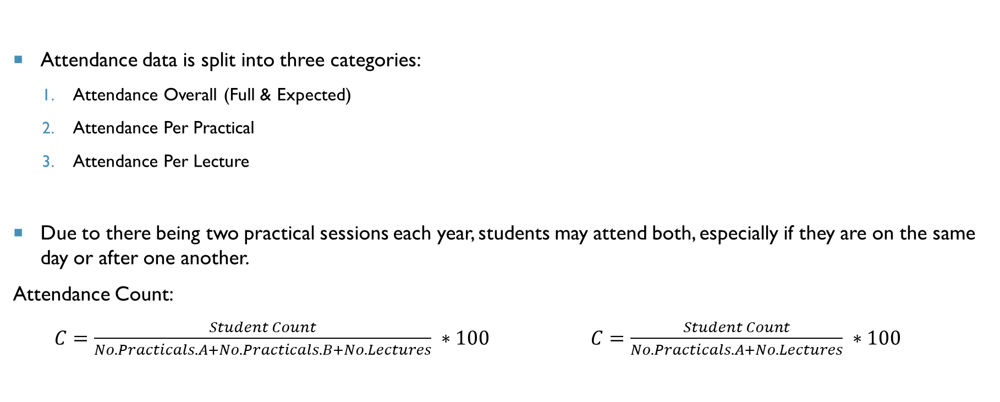 ▪ Attendance data is split into three categories:
1. Attendance Overall (Full & Expected)
2. Attendance Per Practical
3. Attendance Per Lecture
▪ Due to there being two practical sessions each year, students may attend both, especially if they are on the same
day or after one another.
Attendance Count:
C = Student Count / No.Practicals.A+No.Practicals.B+No.Lectures * 100
C = Student Count / No.Practicals.A+No.Lectures * 100